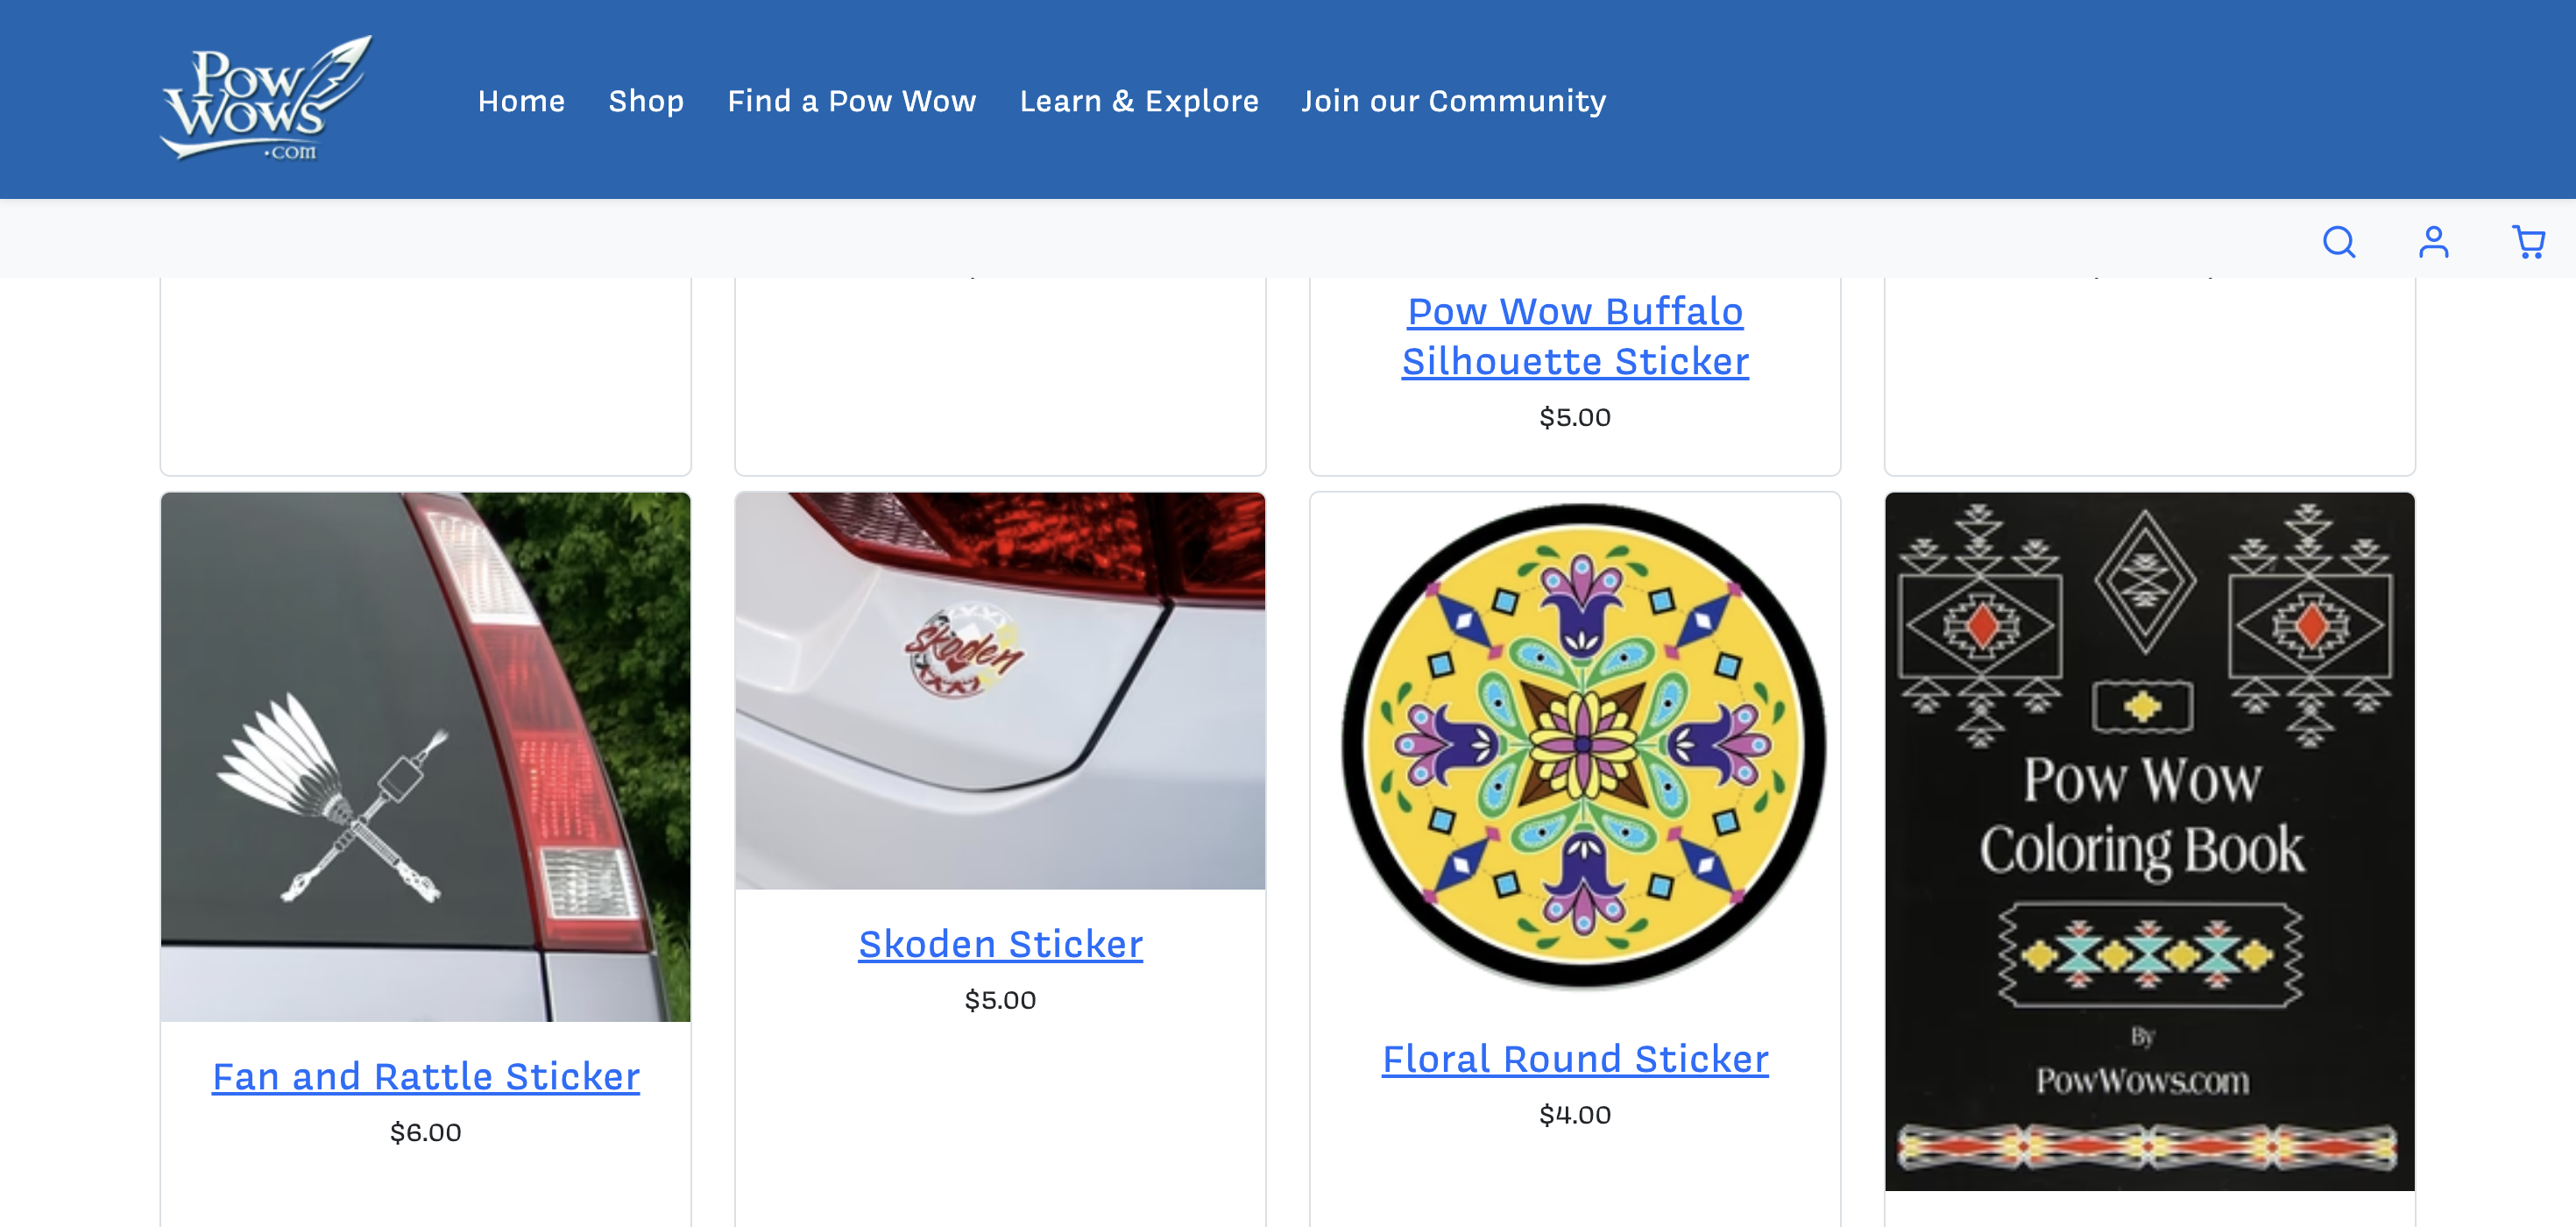 Pow
Wows
.com
Home
Shop
Find a Pow Wow
Learn & Explore
Join our Community
Pow Wow Buffalo
Silhouette Sticker
$5.00
Skoden
Pow Wow
Coloring Book
By
PowWows.com
Fan and Rattle Sticker
$6.00
Skoden Sticker
$5.00
Floral Round Sticker
$4.00